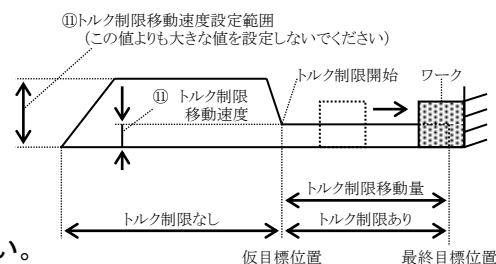 ⑪トルク制限移動速度設定範囲
(この値よりも大きな値を設定しないでください)
トルク制限開始
ワーク
⑪ トルク制限
移動速度
トルク制限移動量
トルク制限なし
トルク制限あり
い。
仮目標位置
最終目標位置